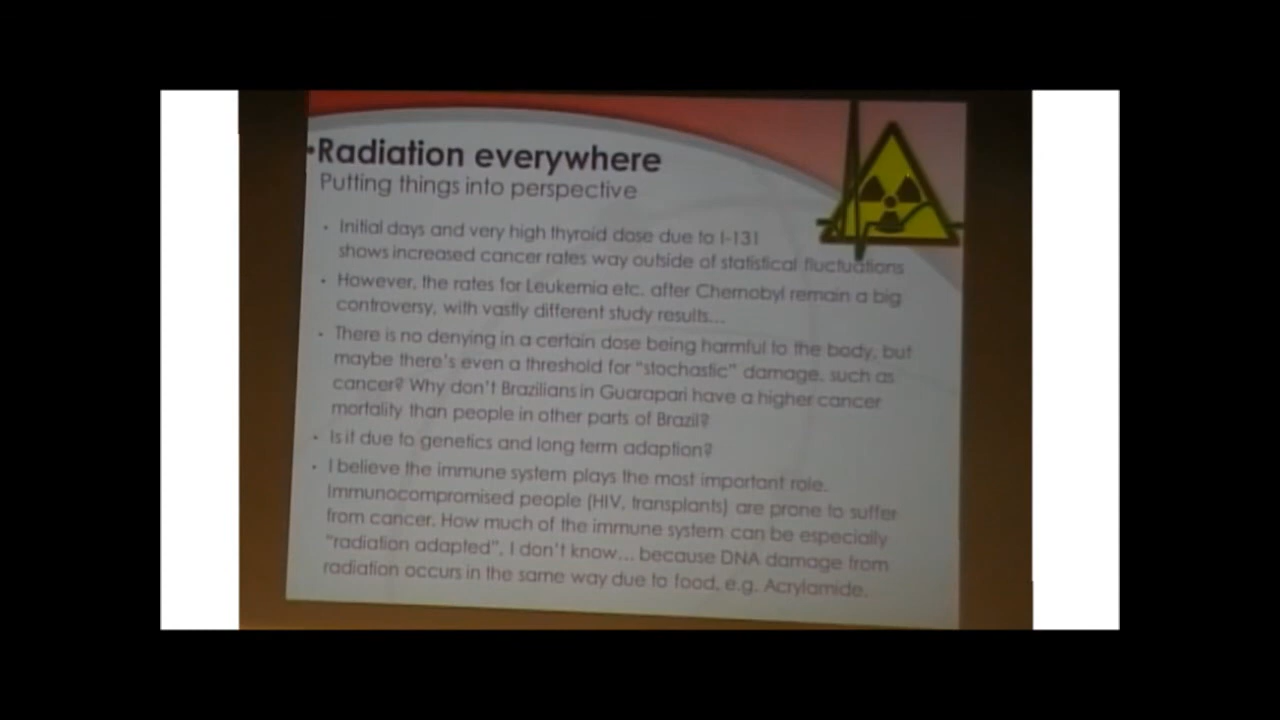 •Radiation everywhere
Putting things into perspective
• Initial days and very high thyroid dose due to I-131
shows increased cancer rates way outside of statistical fluctuations
• However, the rates for Leukemia etc. after Chernobyl remain a big
controversy, with vastly different study results...
• There is no denying in a certain dose being harmful to the body, but
maybe there's even a threshold for "stochastic" damage, such as
cancer? Why don't Brazilians in Guarapari have a higher cancer
mortality than people in other parts of Brazil?
• Is it due to genetics and long term adaption?
• I believe the immune system plays the most important role.
Immunocompromised people (HIV, transplants) are prone to suffer
from cancer. How much of the immune system can be especially
"radiation adapted", I don't know... because DNA damage from
radiation occurs in the same way due to food, e.g. Acrylamide.